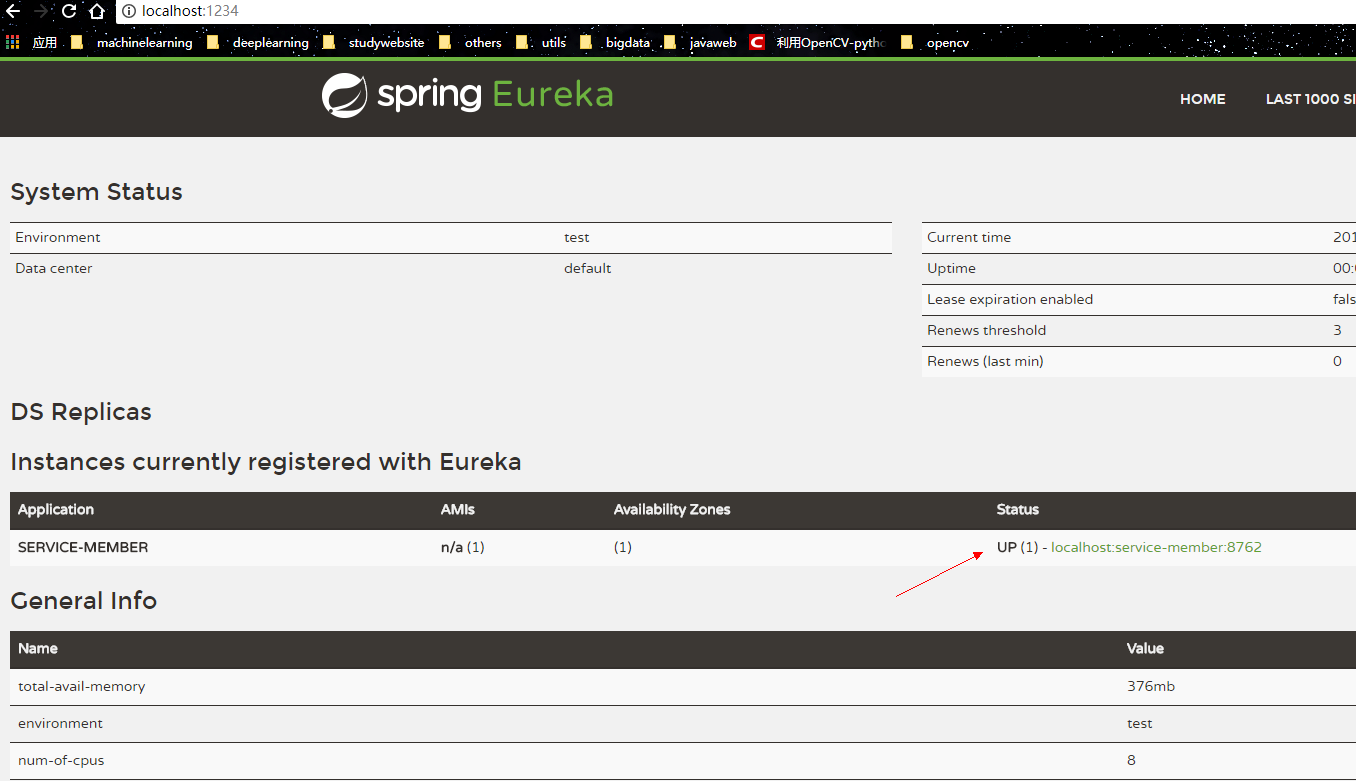 localhost:1234
应用 machinelearning deeplearning studywebsite others utils bigdata javaweb C 利用OpenCV-pytho opencv
spring Eureka HOME LAST 1000 SI
System Status
Environment test
Data center default
Current time 201
Uptime 00:
Lease expiration enabled fals
Renews threshold 3
Renews (last min) 0
DS Replicas
Instances currently registered with Eureka
Application AMIs Availability Zones Status
SERVICE-MEMBER n/a (1) (1) UP (1) - localhost:service-member:8762
General Info
Name Value
total-avail-memory 376mb
environment test
num-of-cpus 8